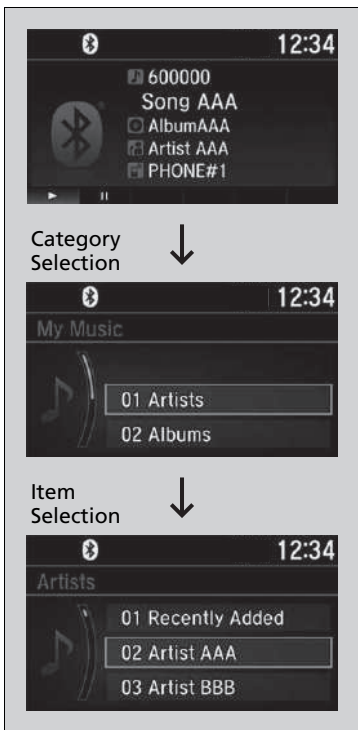 12:34
600000
Song AAA
AlbumAAA
Artist AAA
PHONE#1
Category
Selection
12:34
My Music
01 Artists
02 Albums
Item
Selection
12:34
Artists
01 Recently Added
02 Artist AAA
03 Artist BBB